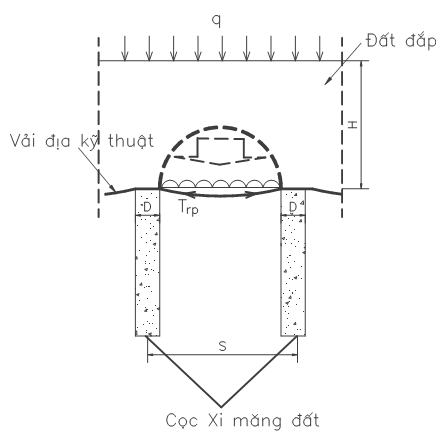 q
Đất đắp
H
Vải địa kỹ thuật
D
D
Trp
S
Cọc Xi măng đất